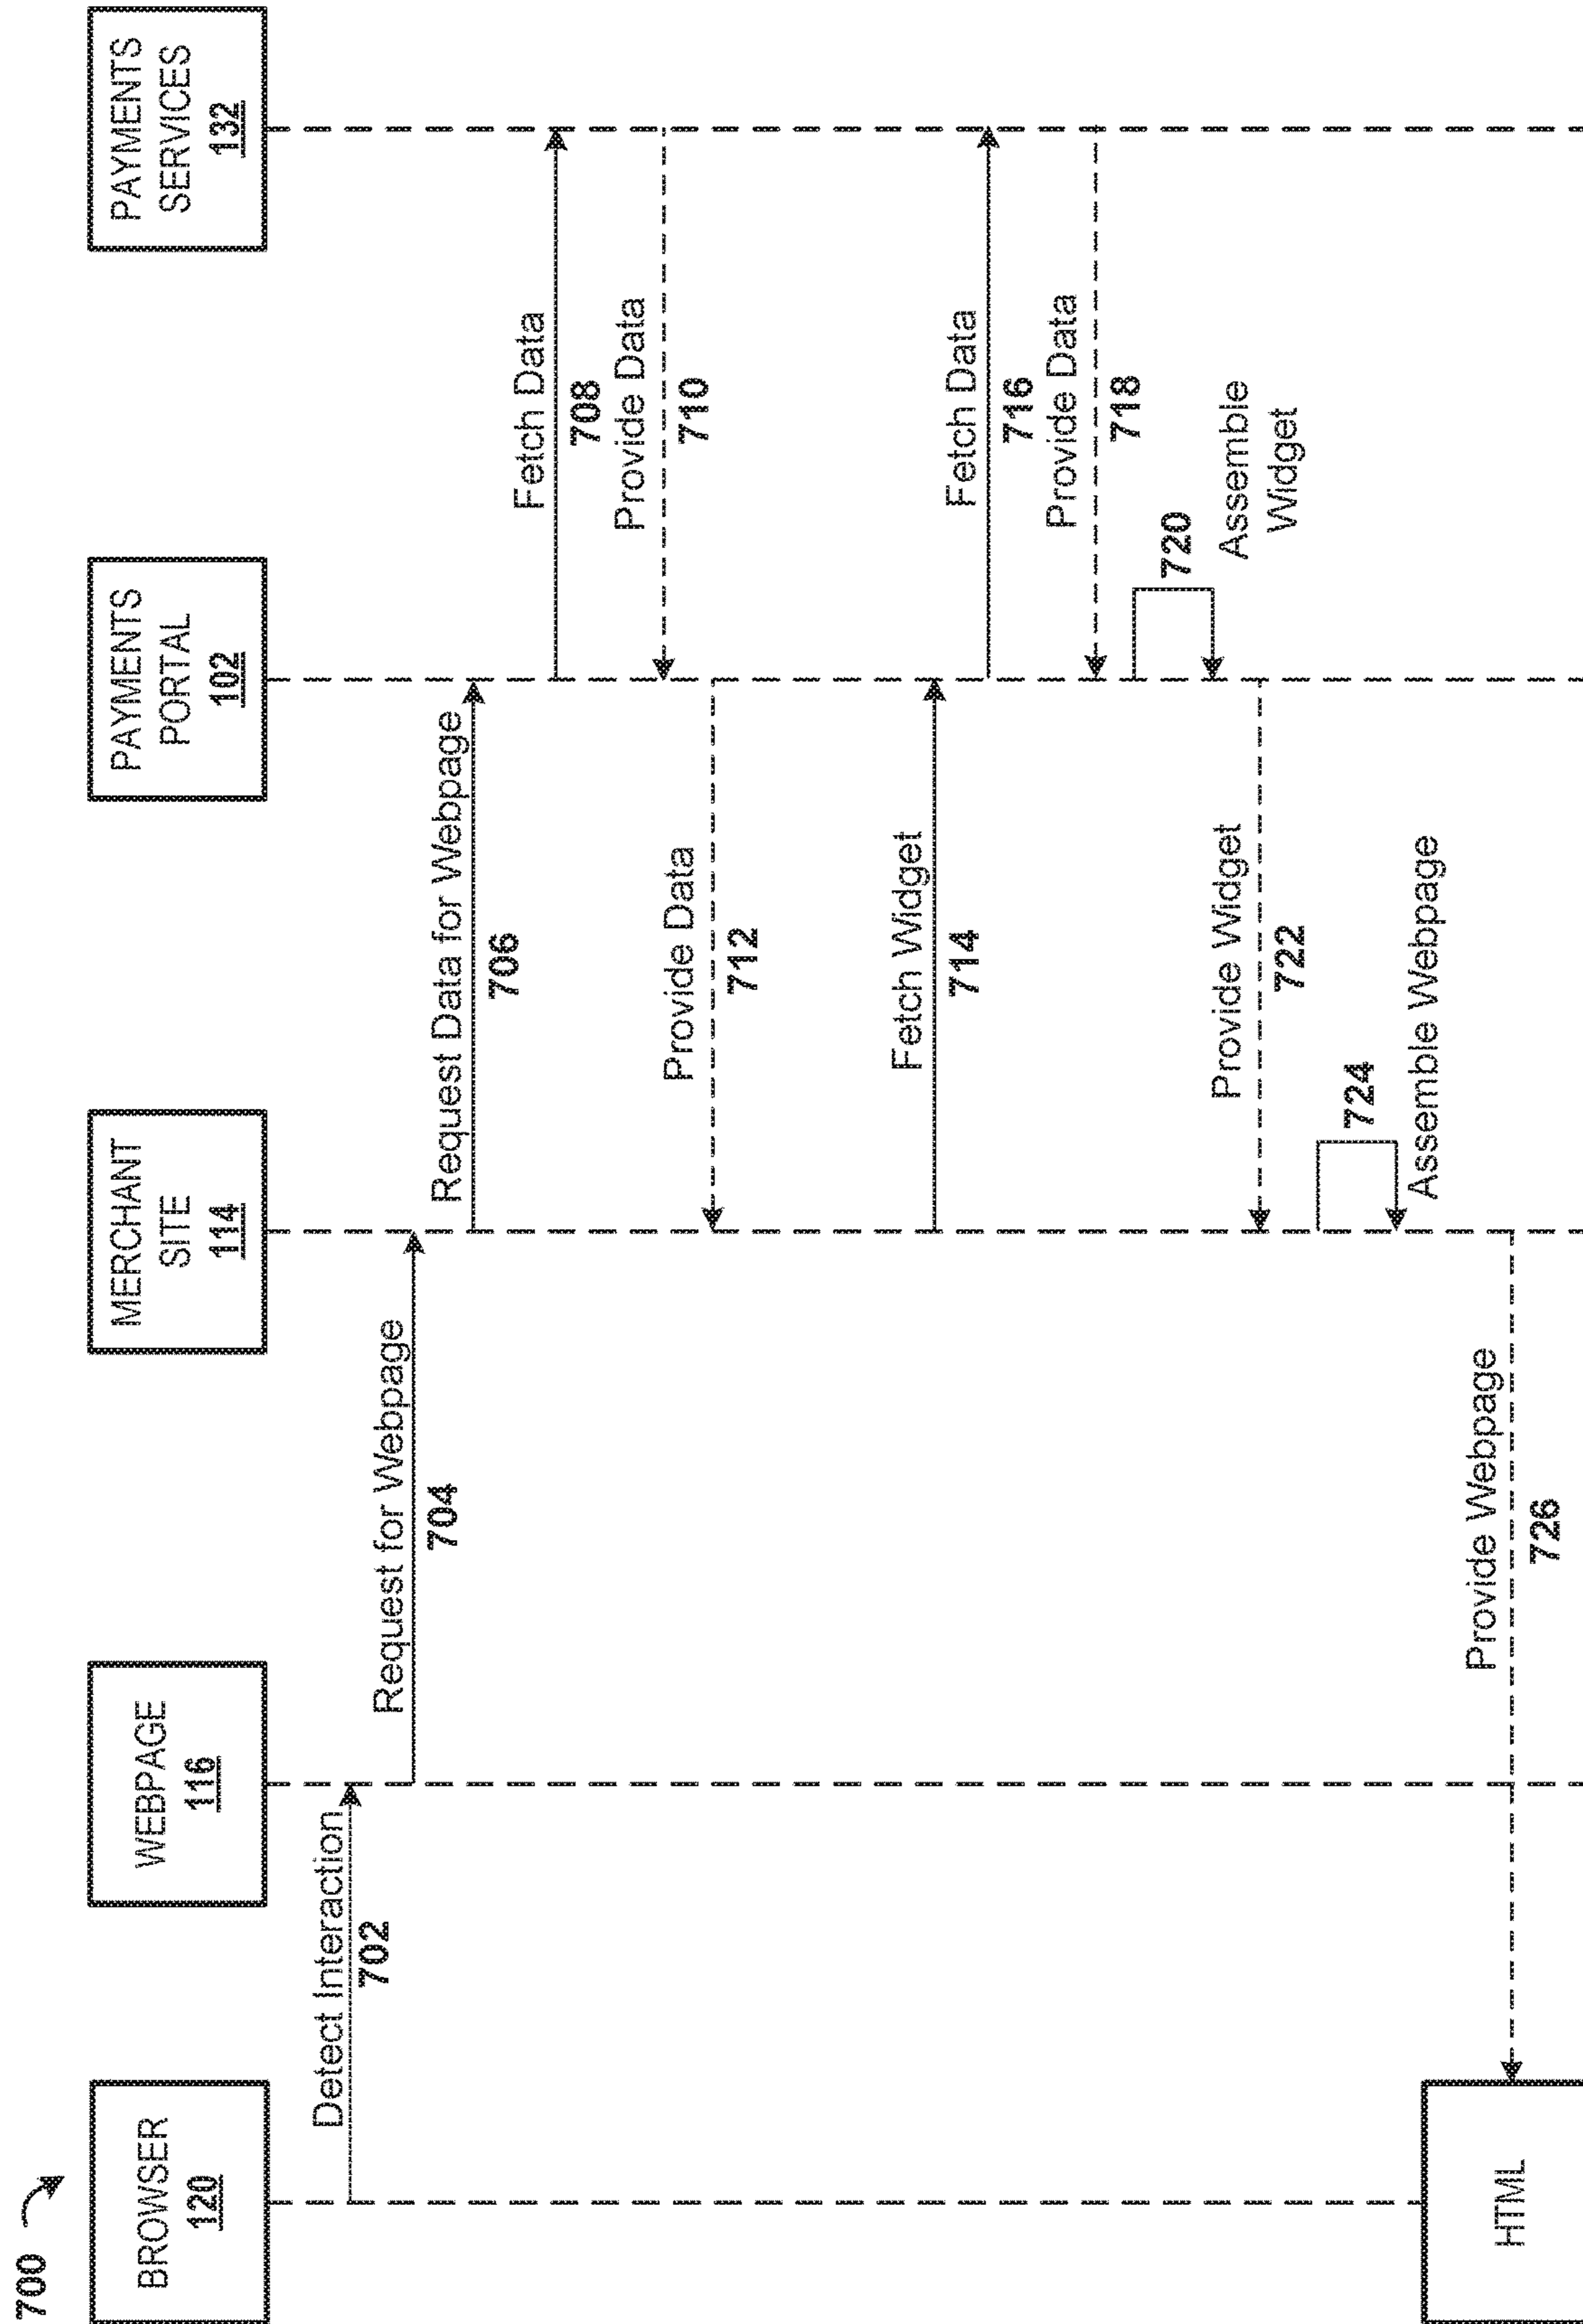 700
BROWSER
120
WEBPAGE
116
MERCHANT
SITE
114
PAYMENTS
PORTAL
102
PAYMENTS
SERVICES
132
Detect Interaction
702
Request for Webpage
704
Request Data for Webpage
706
Fetch Data
708
Provide Data
710
Provide Data
712
Fetch Widget
714
Fetch Data
716
Provide Data
718
720
Assemble
Widget
Provide Widget
722
724
Assemble Webpage
Provide Webpage
726
HTML